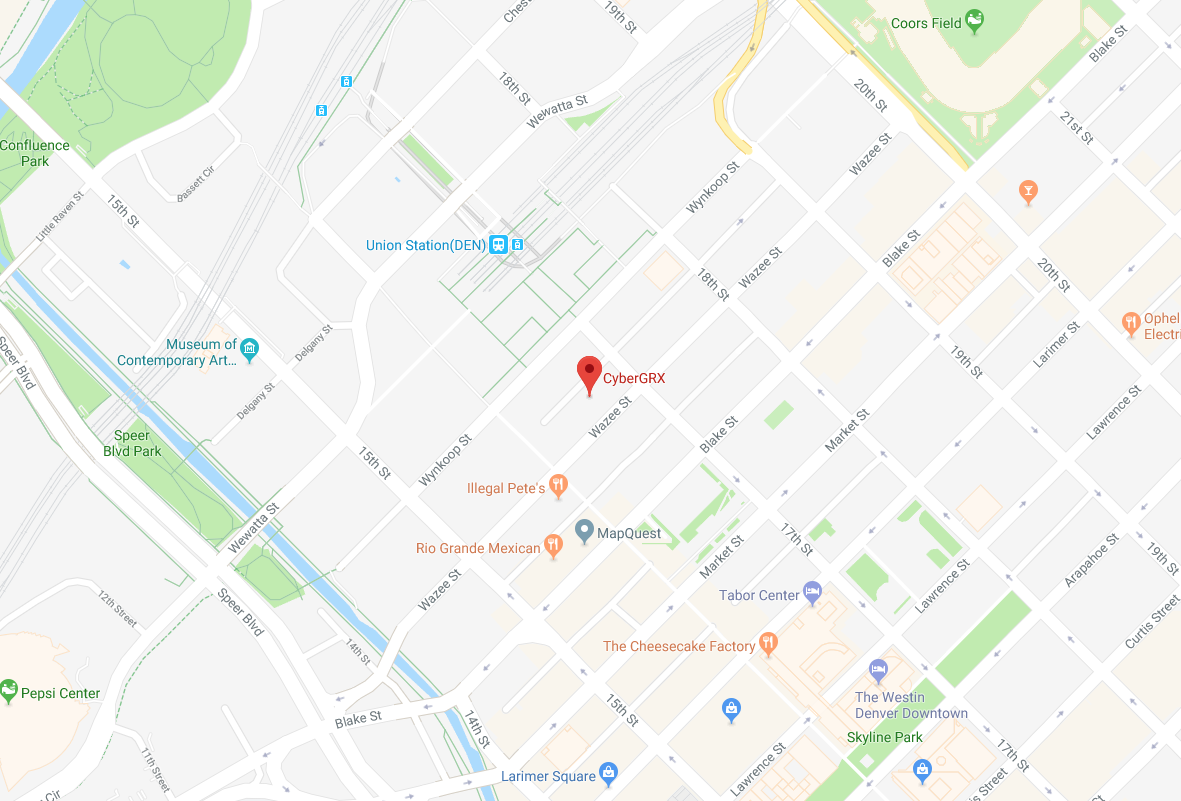 Chest
19th St
Coors Field
Blake St
18th St
Wewatta St
20th St
21st St
Confluence
Park
Bassett Cir
Wynkoop St
Wazee St
Little Raven St
15th St
Union Station(DEN)
Wazee St
Blake St
18th St
20th St
Museum of
Contemporary Art...
Delgany St
Ophel
Electri
Larimer St
Speer Blvd
CyberGRX
19th St
Delgany St
Wazee St
Lawrence St
Market St
Blake St
Speer
Blvd Park
Wynkoop St
15th St
Illegal Pete's
Wewatta St
MapQuest
17th St
Rio Grande Mexican
Market St
19th St
Arapahoe St
Wazee St
Lawrence St
12th Street
Speer Blvd
Tabor Center
Curtis Street
14th St
The Cheesecake Factory
Pepsi Center
The Westin
Denver Downtown
15th St
Blake St
14th St
Skyline Park
11th Street
17th St
Lawrence St
Larimer Square
is Street
Cir